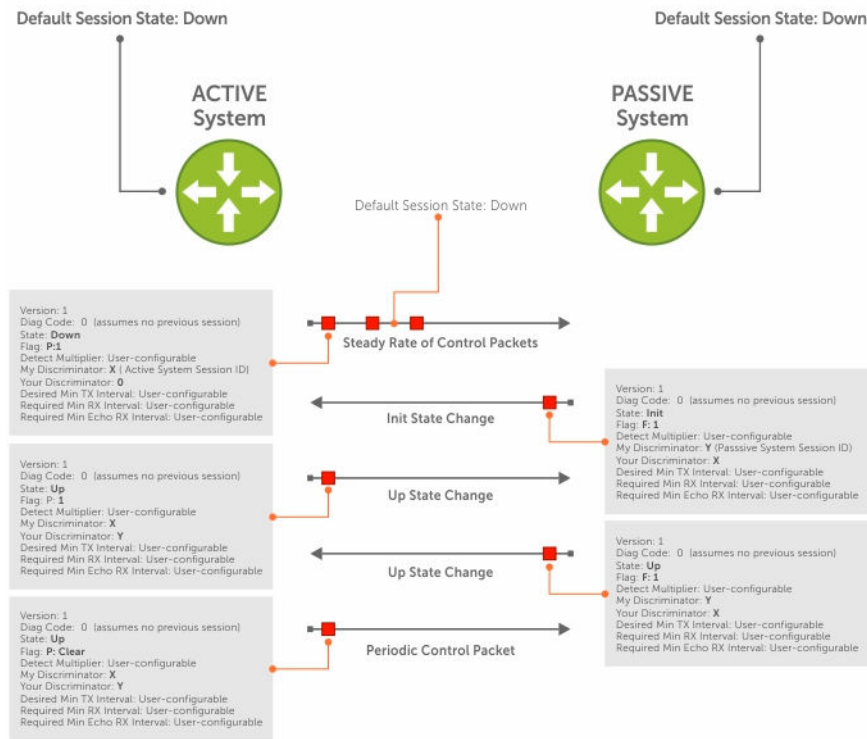 Default Session State: Down
Default Session State: Down
ACTIVE
System
PASSIVE
System
Default Session State: Down
Version: 1
Diag Code: 0 (assumes no previous session)
State: Down
Flag: P:1
Detect Multiplier: User-configurable
My Discriminator: X ( Active System Session ID)
Your Discriminator: 0
Desired Min TX Interval: User-configurable
Required Min RX Interval: User-configurable
Required Min Echo RX Interval: User-configurable
Steady Rate of Control Packets
Init State Change
Version: 1
Diag Code: 0 (assumes no previous session)
State: Init
Flag: F: 1
Detect Multiplier: User-configurable
My Discriminator: Y (Passsive System Session ID)
Your Discriminator: X
Desired Min TX Interval: User-configurable
Required Min RX Interval: User-configurable
Required Min Echo RX Interval: User-configurable
Version: 1
Diag Code: 0 (assumes no previous session)
State: Up
Flag: P: 1
Detect Multiplier: User-configurable
My Discriminator: X
Your Discriminator: Y
Desired Min TX Interval: User-configurable
Required Min RX Interval: User-configurable
Required Min Echo RX Interval: User-configurable
Up State Change
Up State Change
Version: 1
Diag Code: 0 (assumes no previous session)
State: Up
Flag: F: 1
Detect Multiplier: User-configurable
My Discriminator: Y
Your Discriminator: X
Desired Min TX Interval: User-configurable
Required Min RX Interval: User-configurable
Required Min Echo RX Interval: User-configurable
Version: 1
Diag Code: 0 (assumes no previous session)
State: Up
Flag: P: Clear
Detect Multiplier: User-configurable
My Discriminator: X
Your Discriminator: Y
Desired Min TX Interval: User-configurable
Required Min RX Interval: User-configurable
Required Min Echo RX Interval: User-configurable
Periodic Control Packet